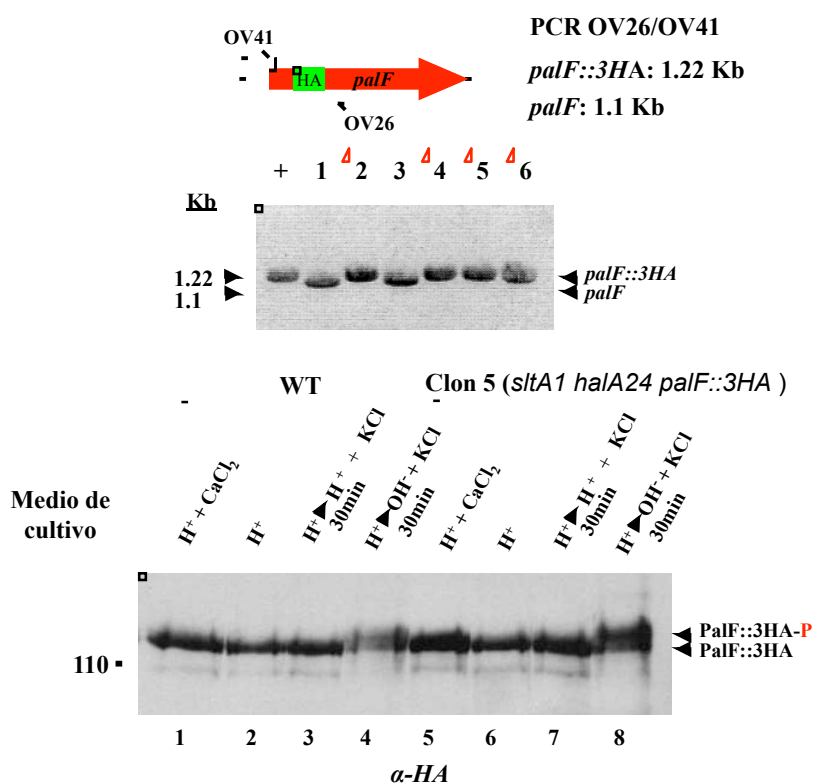 OV41
PCR OV26/OV41
HA palF
palF::3HA: 1.22 Kb
OV26
palF: 1.1 Kb
+ 1 2 3 4 5 6
Kb
1.22
1.1
palF::3HA
palF
WT
Clon 5 (sltA1 halA24 palF::3HA )
Medio de
cultivo
H⁺ + CaCl₂
H⁺
H⁺►H⁺ + KCl
30min
H⁺►OH⁻ + KCl
30min
H⁺ + CaCl₂
H⁺
H⁺►H⁺ + KCl
30min
H⁺►OH⁻ + KCl
30min
PalF::3HA-P
PalF::3HA
110
1 2 3 4 5 6 7 8
α-HA